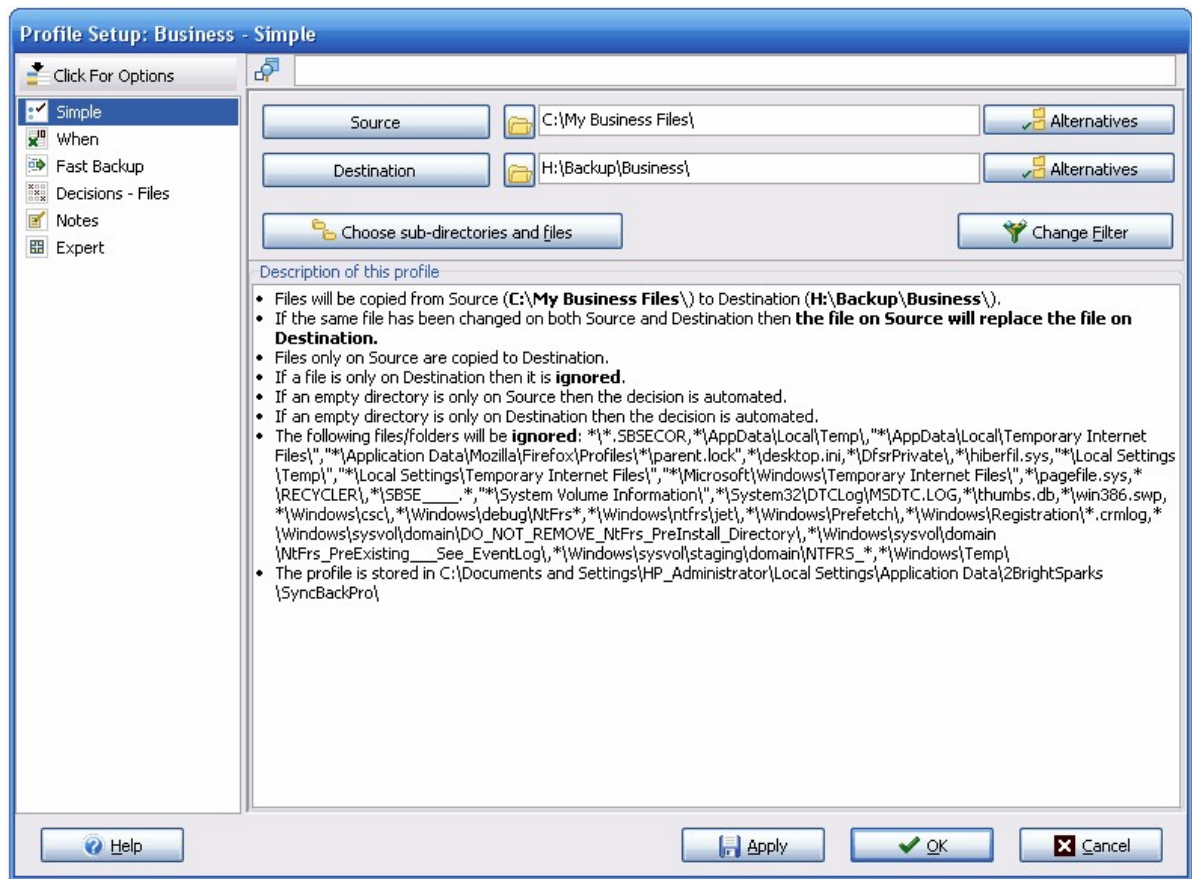 Profile Setup: Business - Simple
Click For Options
Simple
When
Fast Backup
Decisions - Files
Notes
Expert
Source
C:\My Business Files\
Alternatives
Destination
H:\Backup\Business\
Alternatives
Choose sub-directories and files
Change Filter
Description of this profile
• Files will be copied from Source (C:\My Business Files\) to Destination (H:\Backup\Business\).
• If the same file has been changed on both Source and Destination then the file on Source will replace the file on
Destination.
• Files only on Source are copied to Destination.
• If a file is only on Destination then it is ignored.
• If an empty directory is only on Source then the decision is automated.
• If an empty directory is only on Destination then the decision is automated.
• The following files/folders will be ignored: *\*.SBSECOR,*\AppData\Local\Temp\,"*\AppData\Local\Temporary Internet
Files\","*\Application Data\Mozilla\Firefox\Profiles\*\parent.lock",*\desktop.ini,*\DfsrPrivate\,*\hiberfil.sys,"*\Local Settings
\Temp\","*\Local Settings\Temporary Internet Files\","*\Microsoft\Windows\Temporary Internet Files\",*\pagefile.sys,*
\RECYCLER\,*\SBSE____.*,"*\System Volume Information\",*\System32\DTCLog\MSDTC.LOG,*\thumbs.db,*\win386.swp,
*\Windows\csc\,*\Windows\debug\NtFrs*,*\Windows\ntfrs\jet\,*\Windows\Prefetch\,*\Windows\Registration\*.crmlog,*
\Windows\sysvol\domain\DO_NOT_REMOVE_NtFrs_PreInstall_Directory\,*\Windows\sysvol\domain
\NtFrs_PreExisting___See_EventLog\,*\Windows\sysvol\staging\domain\NTFRS_*,*\Windows\Temp\
• The profile is stored in C:\Documents and Settings\HP_Administrator\Local Settings\Application Data\2BrightSparks
\SyncBackPro\
Help
Apply
OK
Cancel